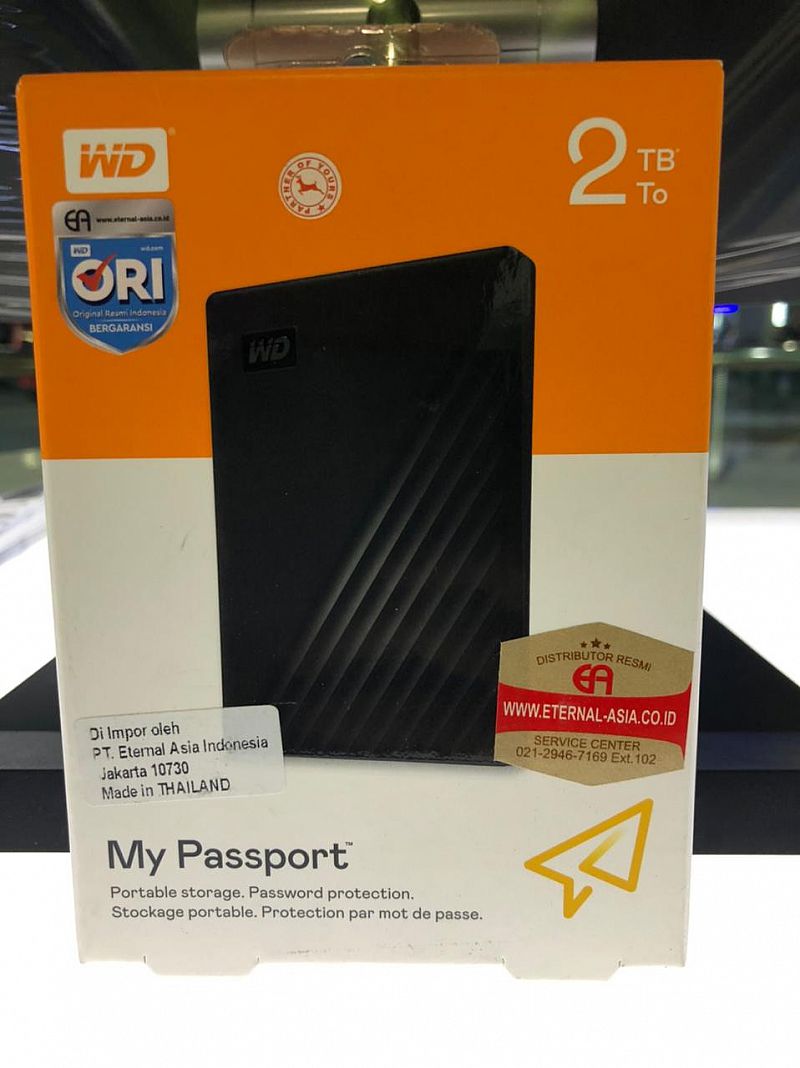 WD
2 TB
To
PARTNER OF YOURS
EA www.eternal-asia.co.id
WD wd.com
ORI
Original Resmi Indonesia
BERGARANSI
WD
DISTRIBUTOR RESMI
EA
WWW.ETERNAL-ASIA.CO.ID
SERVICE CENTER
021-2946-7169 Ext.102
Di Impor oleh
PT. Eternal Asia Indonesia
Jakarta 10730
Made in THAILAND
My Passport™
Portable storage. Password protection.
Stockage portable. Protection par mot de passe.